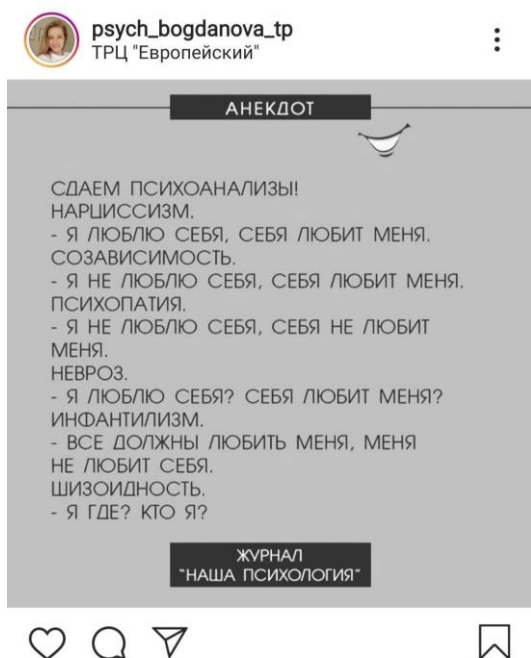 psych_bogdanova_tp
ТРЦ "Европейский"
АНЕКДОТ
СДАЕМ ПСИХОАНАЛИЗЫ!
НАРЦИССИЗМ.
- Я ЛЮБЛЮ СЕБЯ, СЕБЯ ЛЮБИТ МЕНЯ.
СОЗАВИСИМОСТЬ.
- Я НЕ ЛЮБЛЮ СЕБЯ, СЕБЯ ЛЮБИТ МЕНЯ.
ПСИХОПАТИЯ.
- Я НЕ ЛЮБЛЮ СЕБЯ, СЕБЯ НЕ ЛЮБИТ
МЕНЯ.
НЕВРОЗ.
- Я ЛЮБЛЮ СЕБЯ? СЕБЯ ЛЮБИТ МЕНЯ?
ИНФАНТИЛИЗМ.
- ВСЕ ДОЛЖНЫ ЛЮБИТЬ МЕНЯ, МЕНЯ
НЕ ЛЮБИТ СЕБЯ.
ШИЗОИДНОСТЬ.
- Я ГДЕ? КТО Я?
ЖУРНАЛ
"НАША ПСИХОЛОГИЯ"